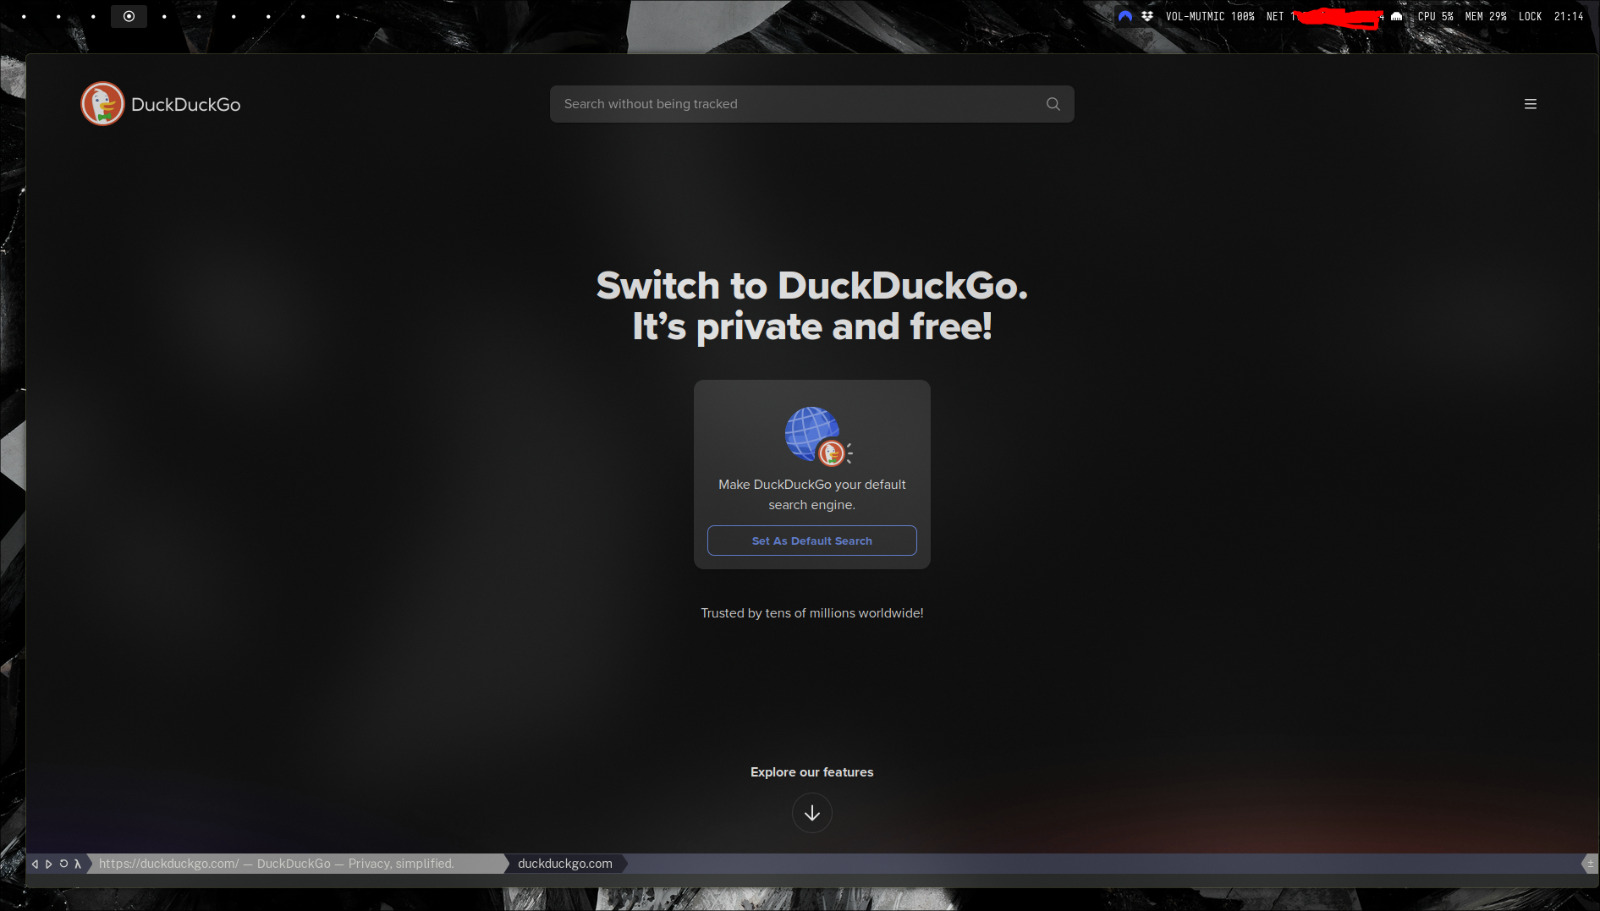 VOL-MUTMIC 100% NET CPU 5% MEM 29% LOCK 21:14
DuckDuckGo
Search without being tracked
Switch to DuckDuckGo.
It's private and free!
Make DuckDuckGo your default
search engine.
Set As Default Search
Trusted by tens of millions worldwide!
Explore our features
λ https://duckduckgo.com/ — DuckDuckGo — Privacy, simplified. duckduckgo.com ±